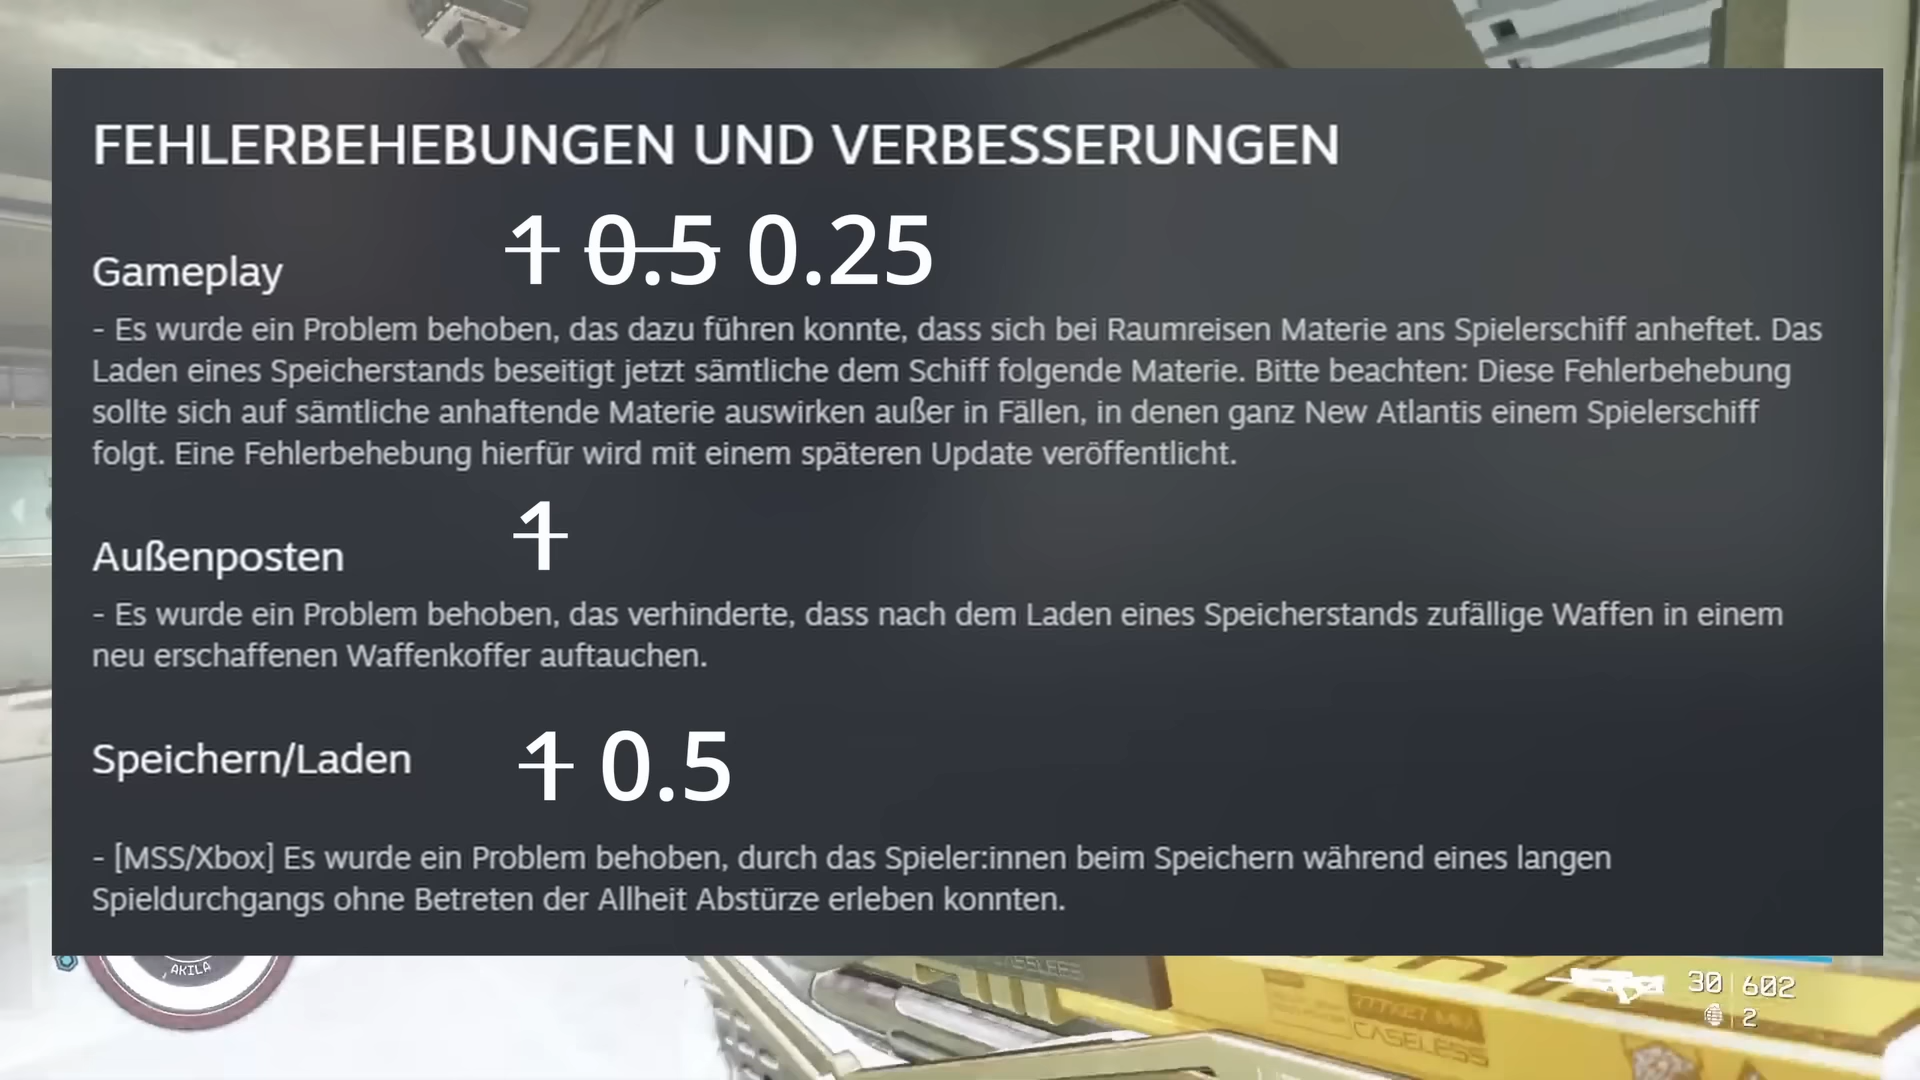 FEHLERBEHEBUNGEN UND VERBESSERUNGEN
1 0.5 0.25
Gameplay
- Es wurde ein Problem behoben, das dazu führen konnte, dass sich bei Raumreisen Materie ans Spielerschiff anheftet. Das
Laden eines Speicherstands beseitigt jetzt sämtliche dem Schiff folgende Materie. Bitte beachten: Diese Fehlerbehebung
sollte sich auf sämtliche anhaftende Materie auswirken außer in Fällen, in denen ganz New Atlantis einem Spielerschiff
folgt. Eine Fehlerbehebung hierfür wird mit einem späteren Update veröffentlicht.
1
Außenposten
- Es wurde ein Problem behoben, das verhinderte, dass nach dem Laden eines Speicherstands zufällige Waffen in einem
neu erschaffenen Waffenkoffer auftauchen.
Speichern/Laden 1 0.5
- [MSS/Xbox] Es wurde ein Problem behoben, durch das Spieler:innen beim Speichern während eines langen
Spieldurchgangs ohne Betreten der Allheit Abstürze erleben konnten.
AKILA
CASELESS
30 | 602
2
CASELESS